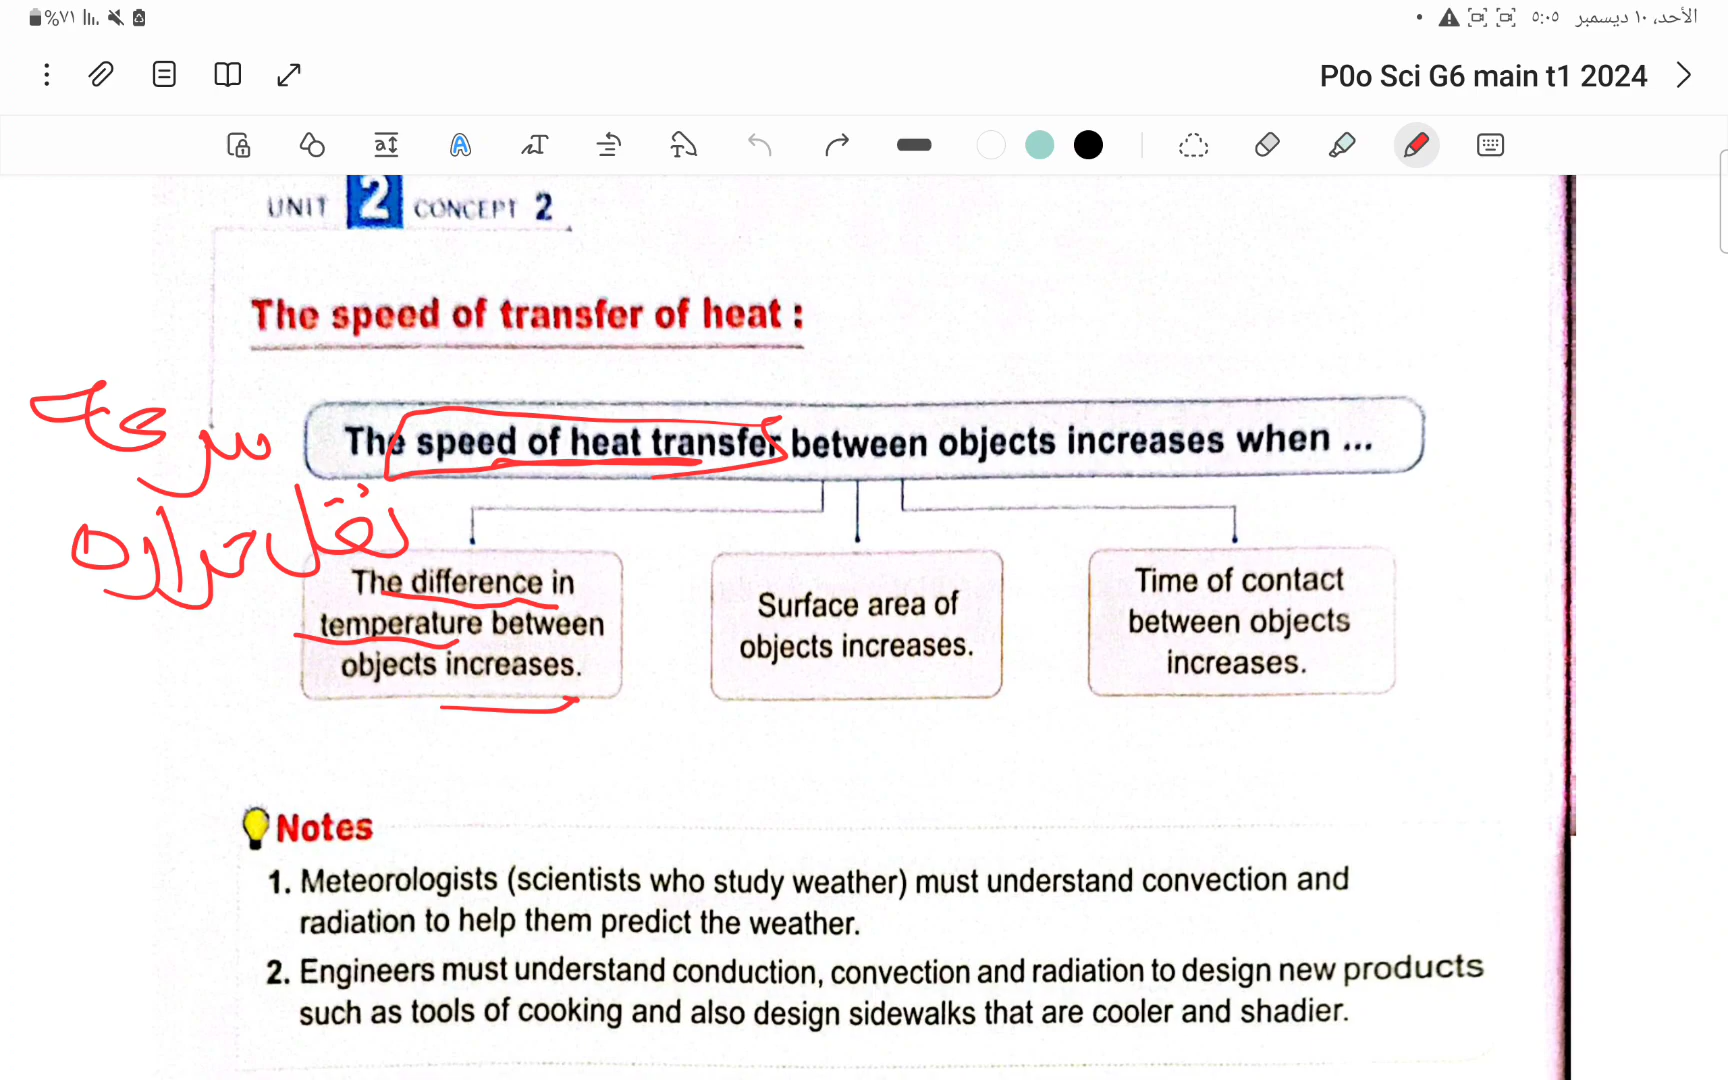 %٧١
الأحد، ١٠ ديسمبر ٥:٠٥
P0o Sci G6 main t1 2024
UNIT 2 CONCEPT 2
The speed of transfer of heat :
The speed of heat transfer between objects increases when ...
سرعة
نقل حراره
The difference in
temperature between
objects increases.
Surface area of
objects increases.
Time of contact
between objects
increases.
Notes
1. Meteorologists (scientists who study weather) must understand convection and
radiation to help them predict the weather.
2. Engineers must understand conduction, convection and radiation to design new products
such as tools of cooking and also design sidewalks that are cooler and shadier.